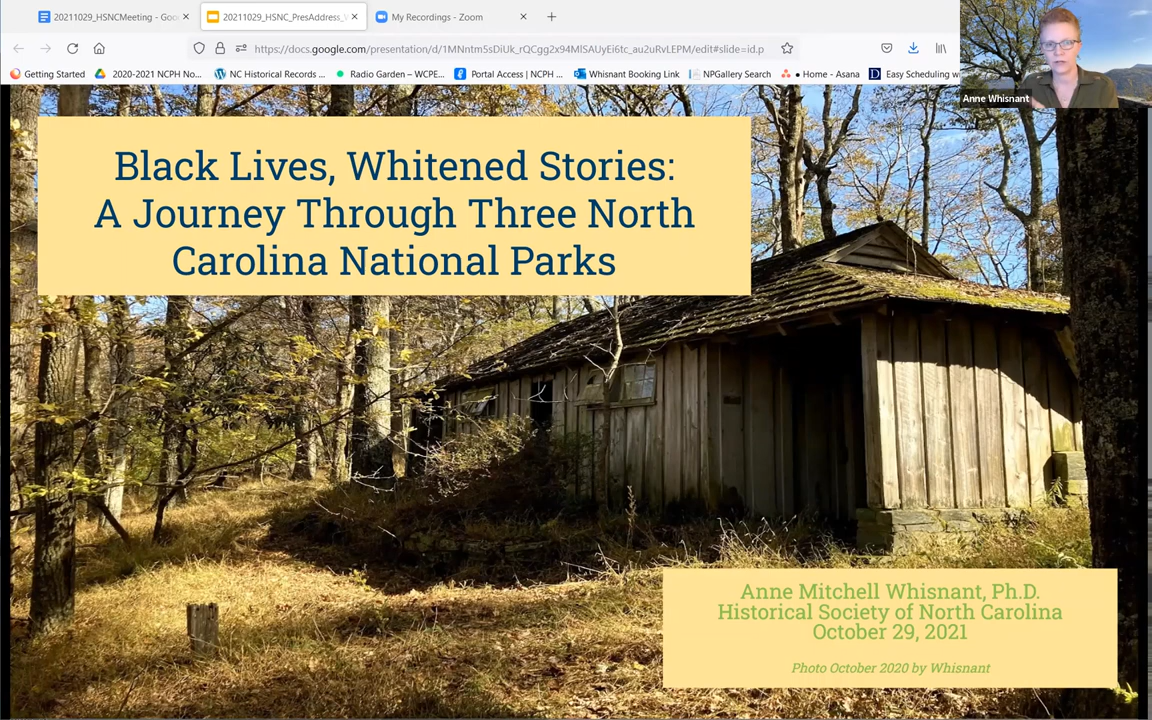 20211029_HSNCMeeting - Goo
20211029_HSNC_PresAddress_
My Recordings - Zoom
https://docs.google.com/presentation/d/1MNntm5sDiUk_rQCgg2x94MlSAUyEi6tc_au2uRvLEPM/edit#slide=id.p
Getting Started
2020-2021 NCPH No...
NC Historical Records ...
Radio Garden – WCPE...
Portal Access | NCPH ...
Whisnant Booking Link
NPGallery Search
● Home - Asana
Easy Scheduling w
Anne Whisnant
Black Lives, Whitened Stories:
A Journey Through Three North
Carolina National Parks
Anne Mitchell Whisnant, Ph.D.
Historical Society of North Carolina
October 29, 2021
Photo October 2020 by Whisnant